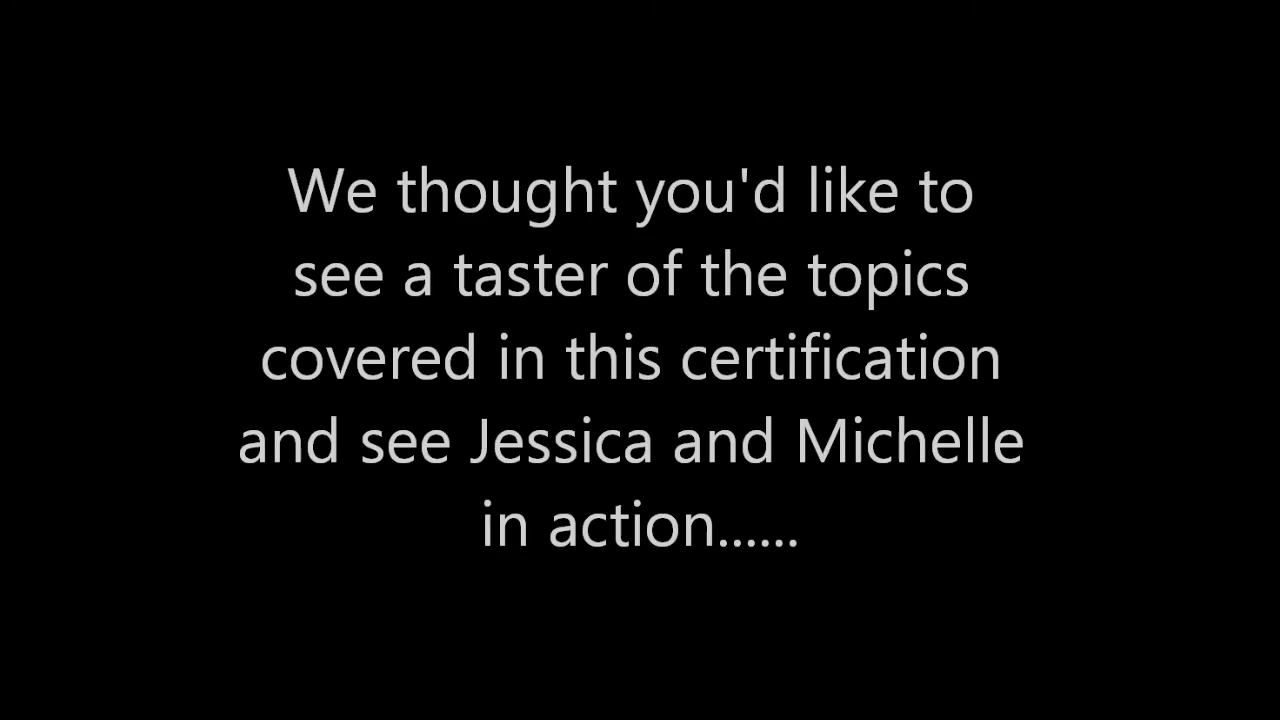 We thought you'd like to
see a taster of the topics
covered in this certification
and see Jessica and Michelle
in action......